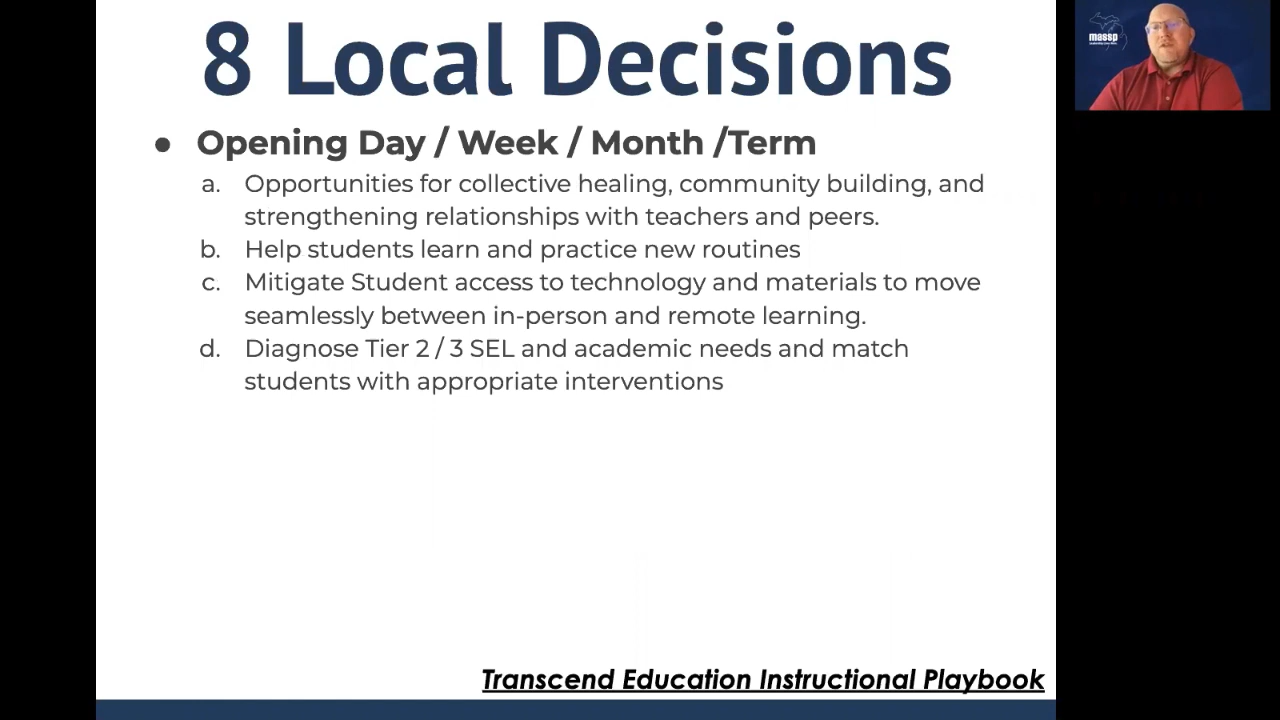 8 Local Decisions
● Opening Day / Week / Month /Term
a. Opportunities for collective healing, community building, and
strengthening relationships with teachers and peers.
b. Help students learn and practice new routines
c. Mitigate Student access to technology and materials to move
seamlessly between in-person and remote learning.
d. Diagnose Tier 2 / 3 SEL and academic needs and match
students with appropriate interventions
Transcend Education Instructional Playbook
massp